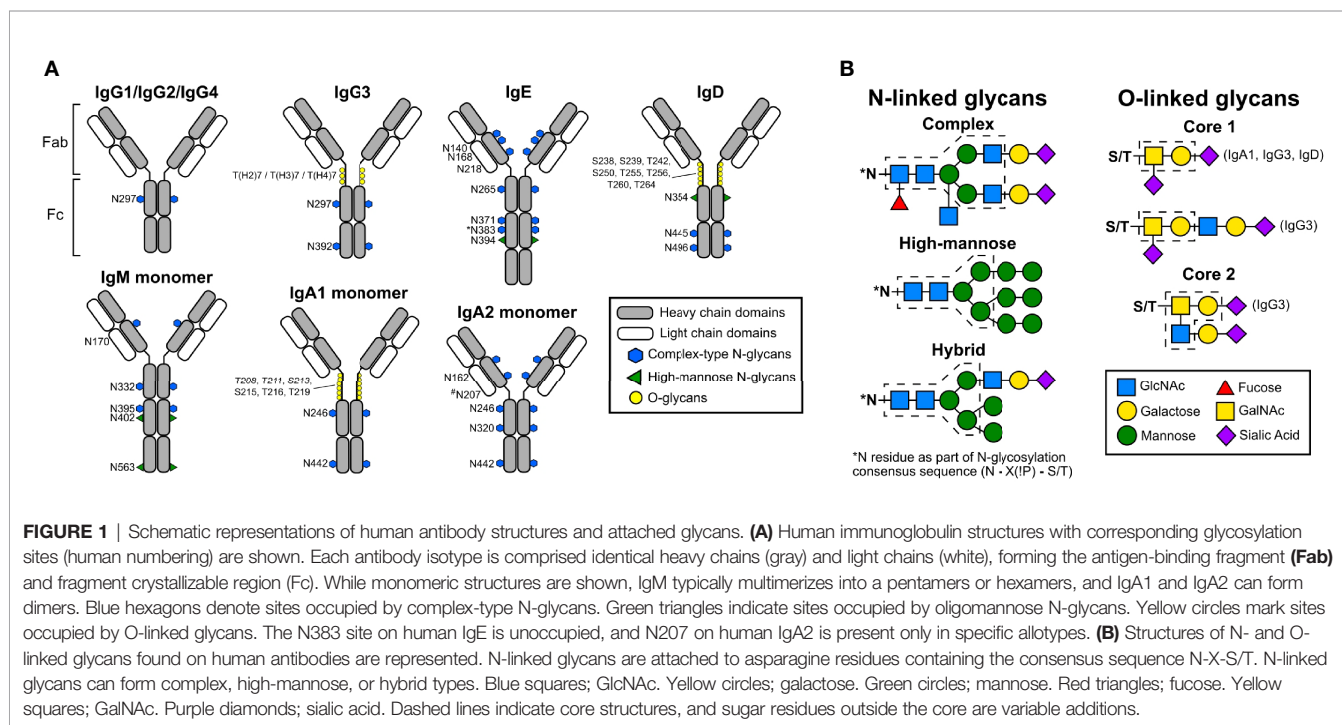 A
IgG1/IgG2/IgG4
IgG3
IgE
IgD
Fab
Fc
N297
T(H2)7 / T(H3)7 / T(H4)7
N297
N392
N140
N168
N218
N265
N371
*N383
N394
S238, S239, T242,
S250, T255, T256,
T260, T264
N354
N445
N496
IgM monomer
IgA1 monomer
IgA2 monomer
N170
N332
N395
N402
N563
T208, T211, S213,
S215, T216, T219
N246
N442
N162
#N207
N246
N320
N442
Heavy chain domains
Light chain domains
Complex-type N-glycans
High-mannose N-glycans
O-glycans
B
N-linked glycans
Complex
*N
High-mannose
*N
Hybrid
*N
*N residue as part of N-glycosylation
consensus sequence (N - X(!P) - S/T)
O-linked glycans
Core 1
S/T
(IgA1, IgG3, IgD)
S/T
(IgG3)
Core 2
S/T
(IgG3)
GlcNAc
Fucose
Galactose
GalNAc
Mannose
Sialic Acid
FIGURE 1 | Schematic representations of human antibody structures and attached glycans. (A) Human immunoglobulin structures with corresponding glycosylation
sites (human numbering) are shown. Each antibody isotype is comprised identical heavy chains (gray) and light chains (white), forming the antigen-binding fragment (Fab)
and fragment crystallizable region (Fc). While monomeric structures are shown, IgM typically multimerizes into a pentamers or hexamers, and IgA1 and IgA2 can form
dimers. Blue hexagons denote sites occupied by complex-type N-glycans. Green triangles indicate sites occupied by oligomannose N-glycans. Yellow circles mark sites
occupied by O-linked glycans. The N383 site on human IgE is unoccupied, and N207 on human IgA2 is present only in specific allotypes. (B) Structures of N- and O-
linked glycans found on human antibodies are represented. N-linked glycans are attached to asparagine residues containing the consensus sequence N-X-S/T. N-linked
glycans can form complex, high-mannose, or hybrid types. Blue squares; GlcNAc. Yellow circles; galactose. Green circles; mannose. Red triangles; fucose. Yellow
squares; GalNAc. Purple diamonds; sialic acid. Dashed lines indicate core structures, and sugar residues outside the core are variable additions.